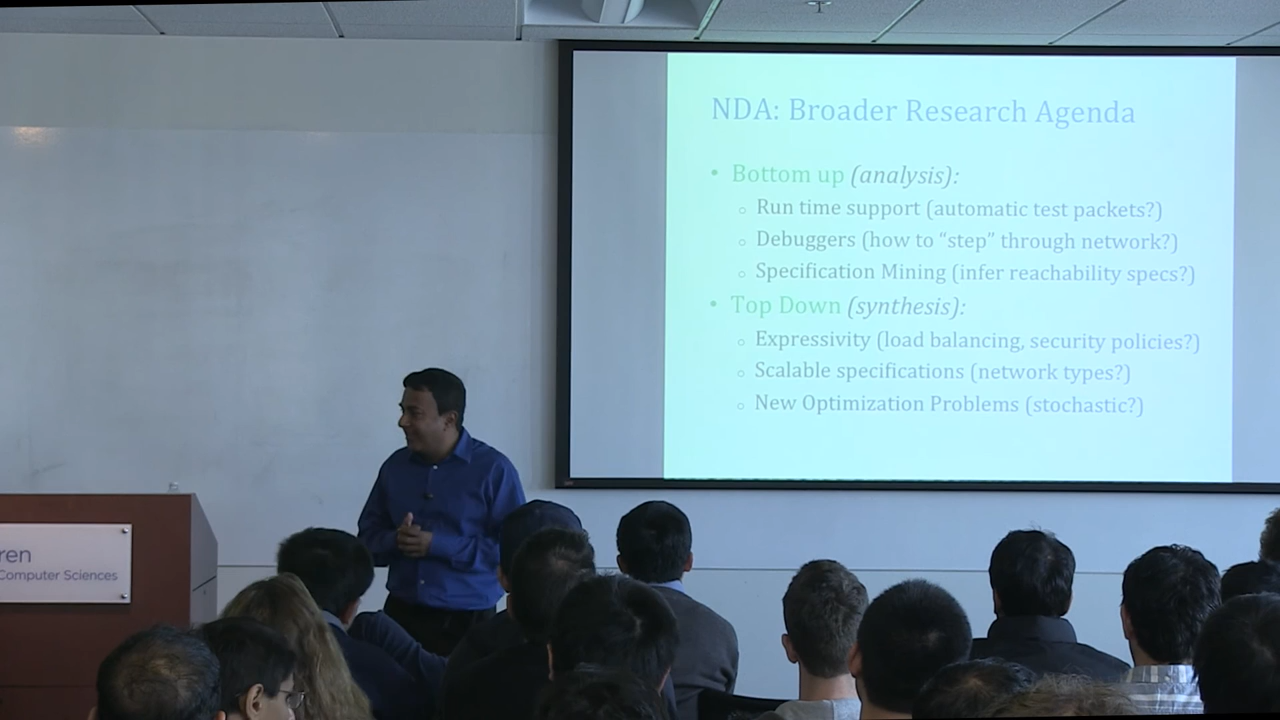 NDA: Broader Research Agenda
• Bottom up (analysis):
○ Run time support (automatic test packets?)
○ Debuggers (how to “step” through network?)
○ Specification Mining (infer reachability specs?)
• Top Down (synthesis):
○ Expressivity (load balancing, security policies?)
○ Scalable specifications (network types?)
○ New Optimization Problems (stochastic?)
ren
Computer Sciences